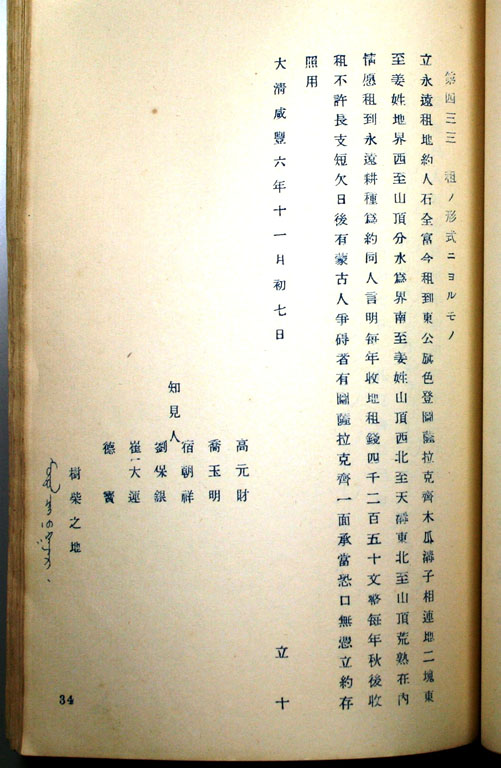 第四三三 租ノ形式ニヨルモノ
立永遠租地約人石全富今租到東公旗色登圖薩拉克齊木瓜溝子相連地二塊東
至姜姓地界西至山頂分水爲界南至姜姓山頂西北至天溝東北至山頂荒熟在內
情愿租到永遠耕種爲約同人言明每年收地租錢四千二百五十文整每年秋後收
租不許長支短欠日後有蒙古人爭碍者有圖薩拉克齊一面承當恐口無憑立約存
照用
大清咸豐六年十一月初七日 立十
高元財
喬玉明
宿朝祥
知見人
劉保銀
崔大連
德寶
樹柴之地
34